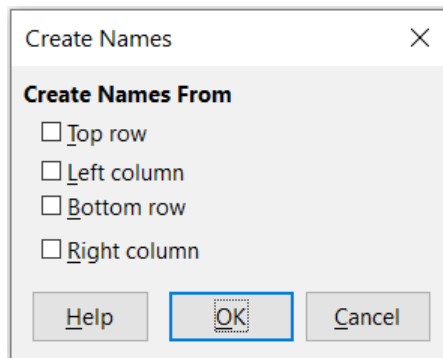 Create Names
Create Names From
Top row
Left column
Bottom row
Right column
Help OK Cancel